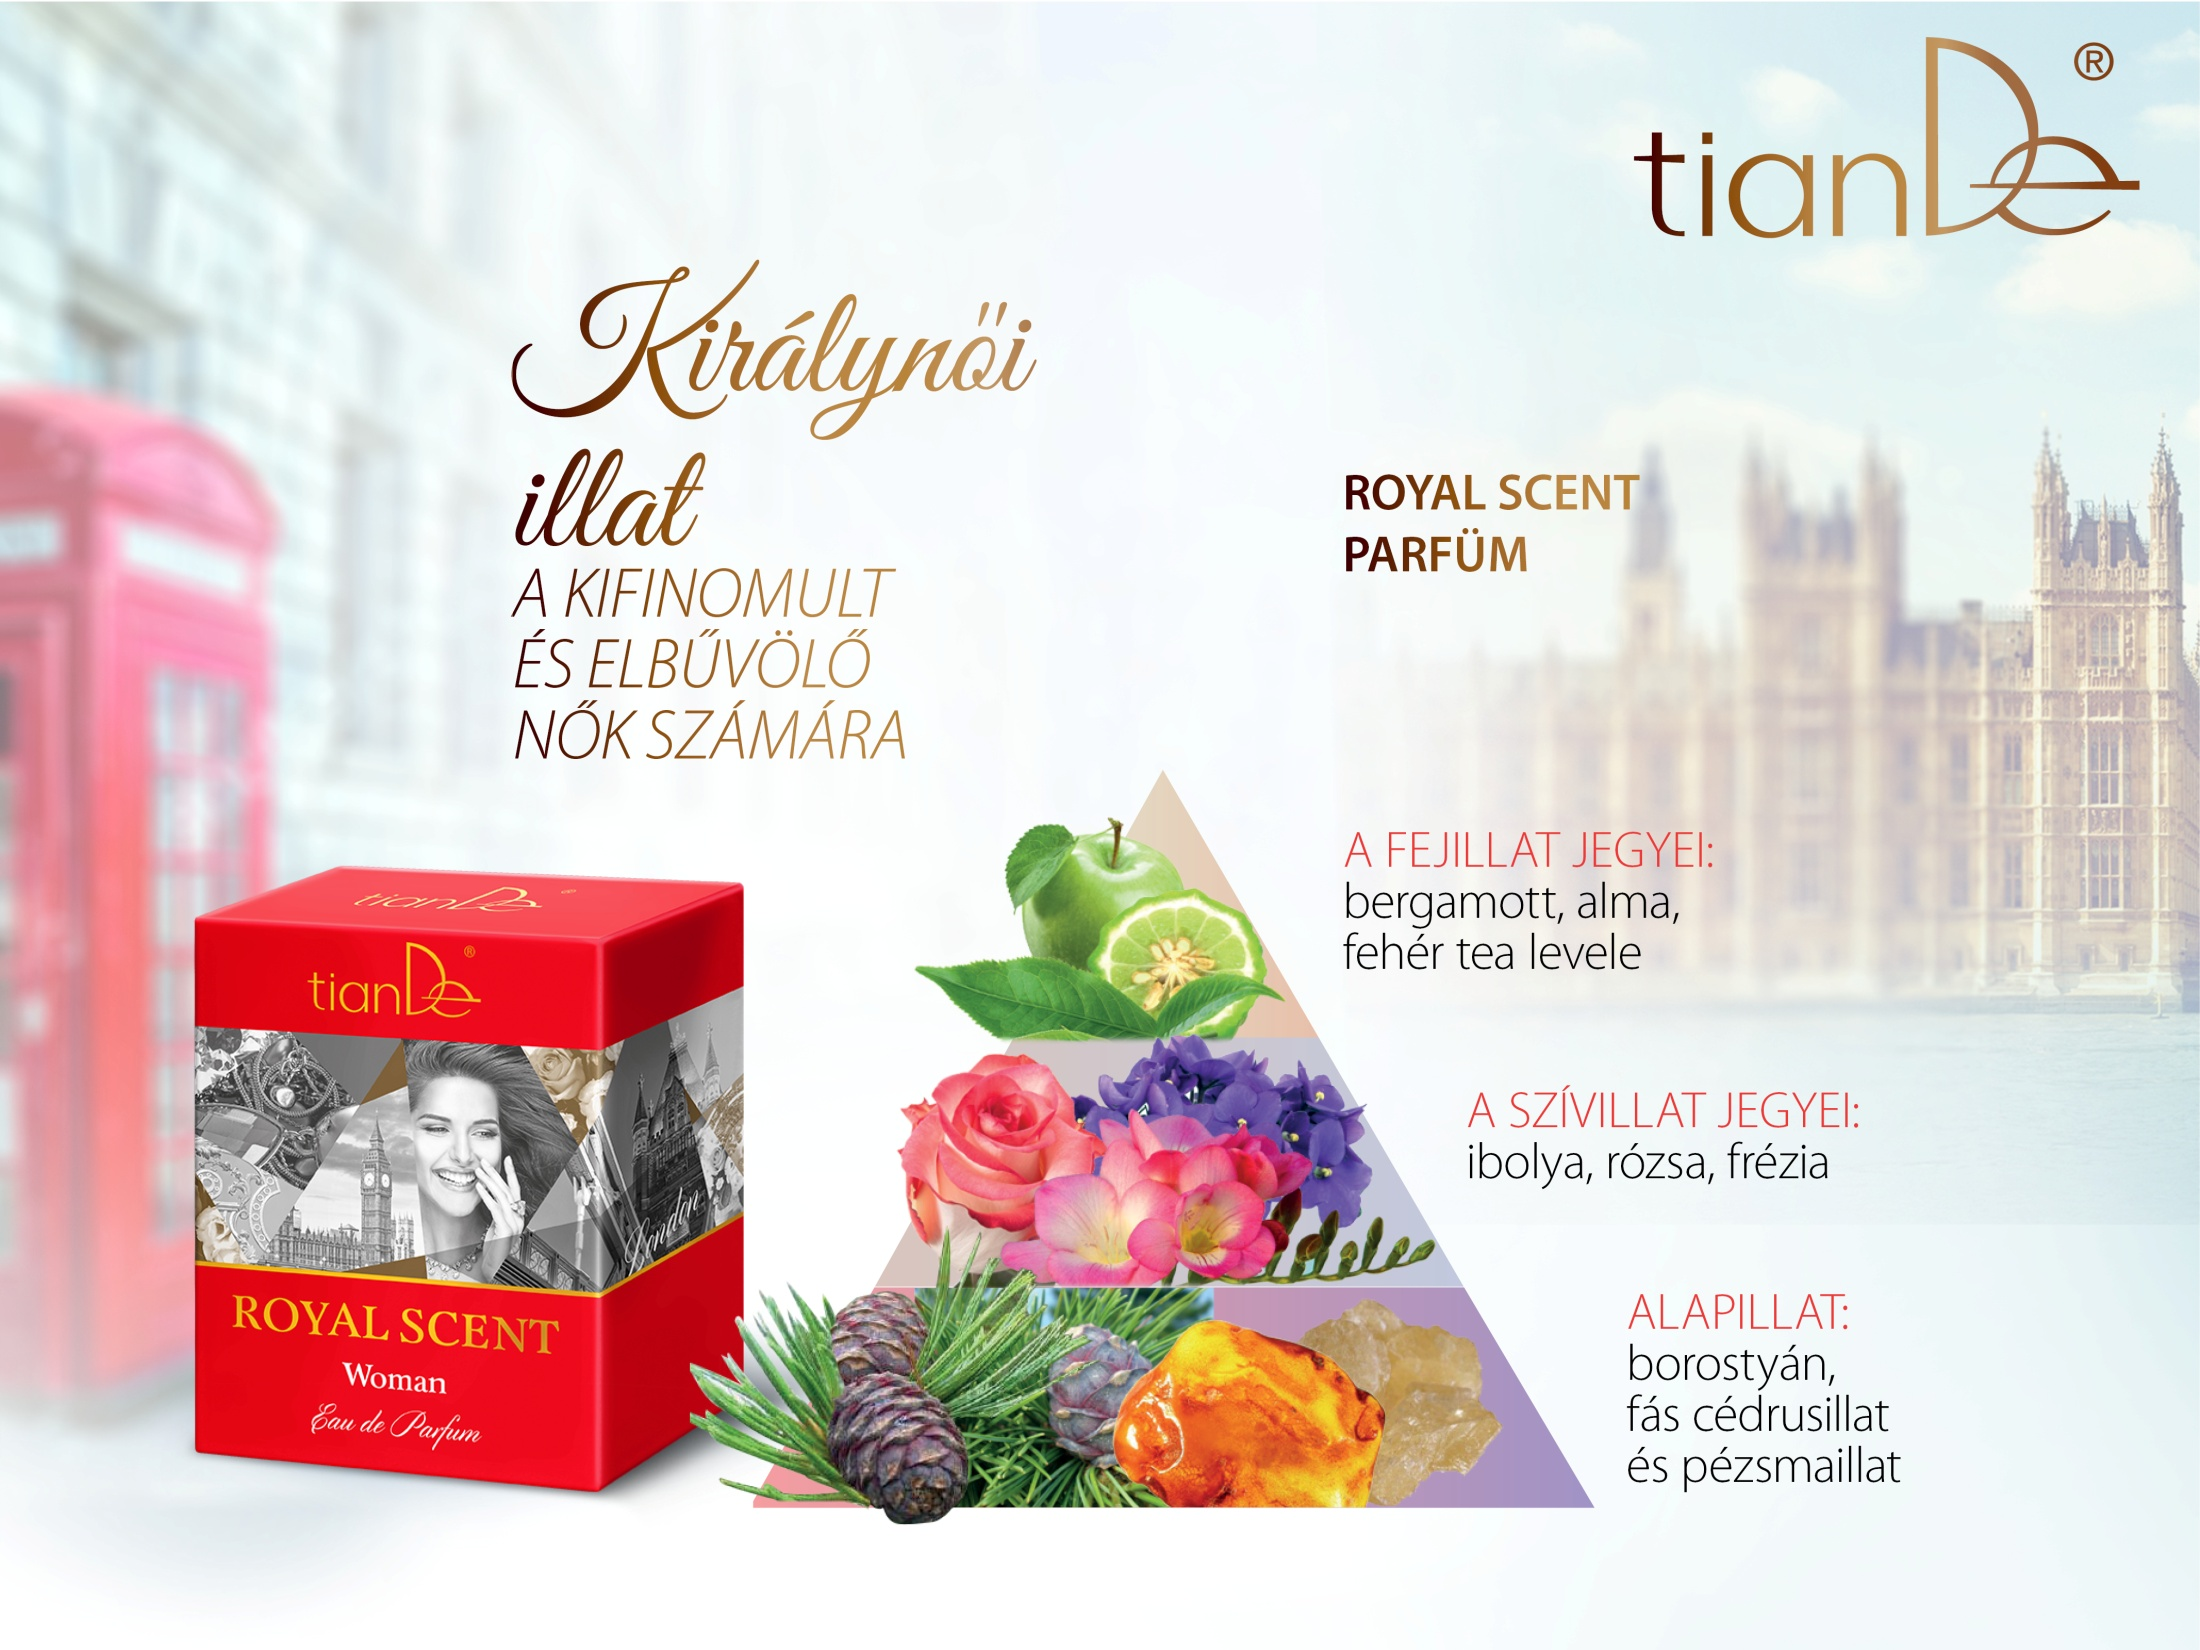 tianDe®
Királynői
illat
A KIFINOMULT
ÉS ELBŰVÖLŐ
NŐK SZÁMÁRA
ROYAL SCENT
PARFÜM
A FEJILLAT JEGYEI:
bergamott, alma,
fehér tea levele
A SZÍVILLAT JEGYEI:
ibolya, rózsa, frézia
ALAPILLAT:
borostyán,
fás cédrusillat
és pézsmaillat
tianDe®
tianDe®
London
ROYAL SCENT
Woman
Eau de Parfum